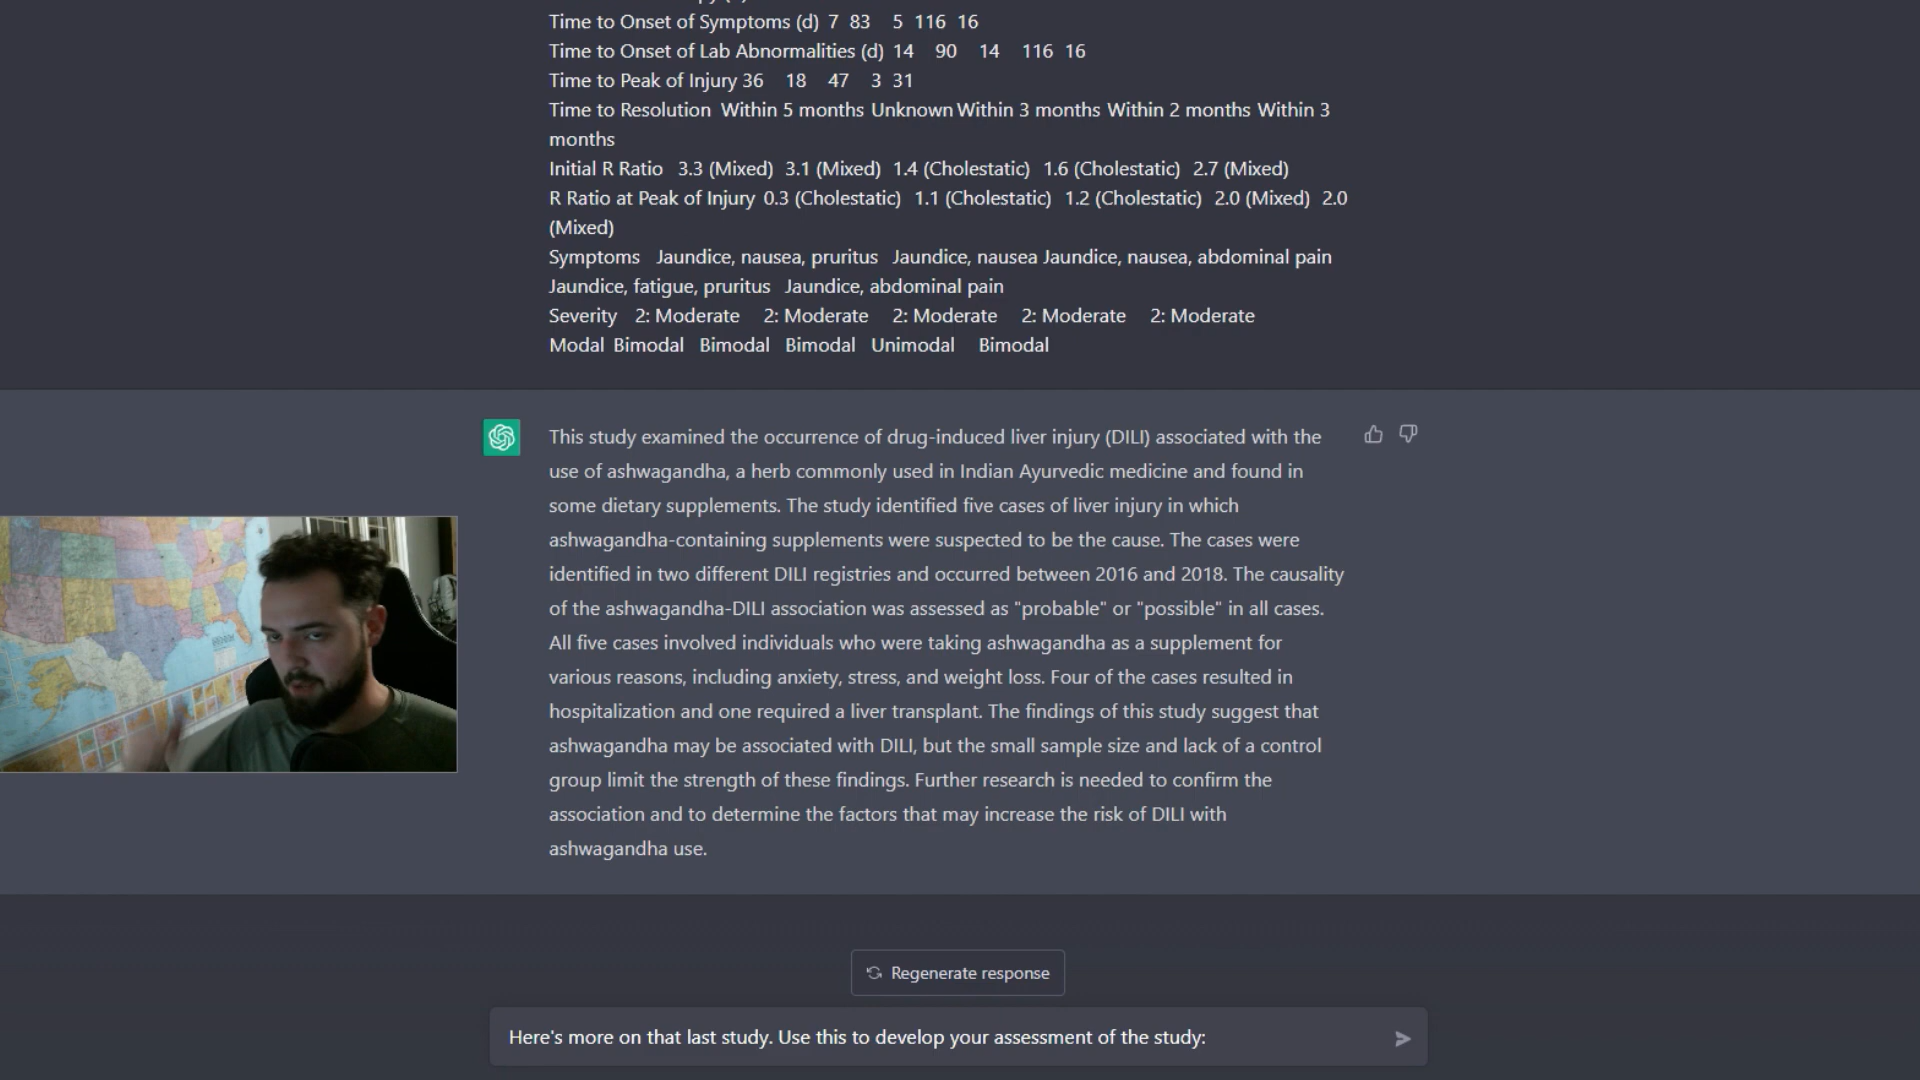 Time to Onset of Symptoms (d) 7 83 5 116 16
Time to Onset of Lab Abnormalities (d) 14 90 14 116 16
Time to Peak of Injury 36 18 47 3 31
Time to Resolution Within 5 months Unknown Within 3 months Within 2 months Within 3
months
Initial R Ratio 3.3 (Mixed) 3.1 (Mixed) 1.4 (Cholestatic) 1.6 (Cholestatic) 2.7 (Mixed)
R Ratio at Peak of Injury 0.3 (Cholestatic) 1.1 (Cholestatic) 1.2 (Cholestatic) 2.0 (Mixed) 2.0
(Mixed)
Symptoms Jaundice, nausea, pruritus Jaundice, nausea Jaundice, nausea, abdominal pain
Jaundice, fatigue, pruritus Jaundice, abdominal pain
Severity 2: Moderate 2: Moderate 2: Moderate 2: Moderate 2: Moderate
Modal Bimodal Bimodal Bimodal Unimodal Bimodal
This study examined the occurrence of drug-induced liver injury (DILI) associated with the
use of ashwagandha, a herb commonly used in Indian Ayurvedic medicine and found in
some dietary supplements. The study identified five cases of liver injury in which
ashwagandha-containing supplements were suspected to be the cause. The cases were
identified in two different DILI registries and occurred between 2016 and 2018. The causality
of the ashwagandha-DILI association was assessed as "probable" or "possible" in all cases.
All five cases involved individuals who were taking ashwagandha as a supplement for
various reasons, including anxiety, stress, and weight loss. Four of the cases resulted in
hospitalization and one required a liver transplant. The findings of this study suggest that
ashwagandha may be associated with DILI, but the small sample size and lack of a control
group limit the strength of these findings. Further research is needed to confirm the
association and to determine the factors that may increase the risk of DILI with
ashwagandha use.
Regenerate response
Here's more on that last study. Use this to develop your assessment of the study: